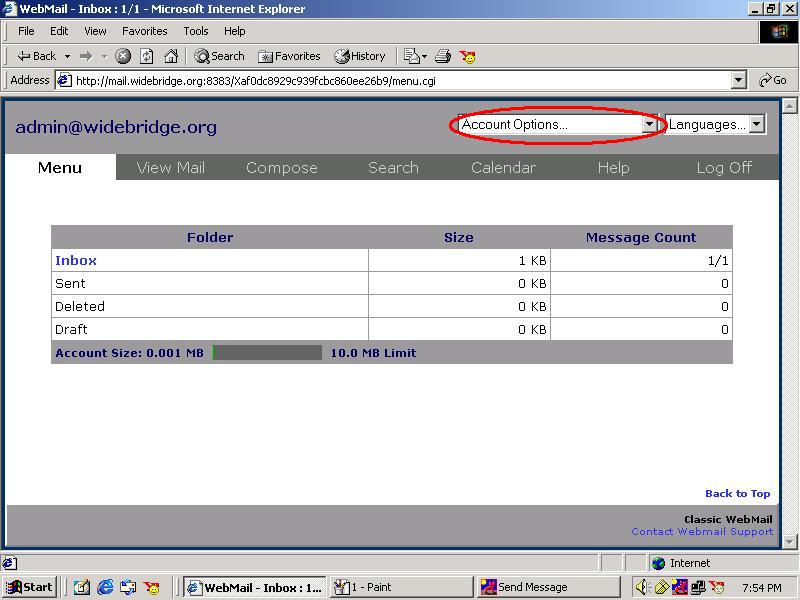 WebMail - Inbox : 1/1 - Microsoft Internet Explorer
File Edit View Favorites Tools Help
Back Search Favorites History
Address http://mail.widebridge.org:8383/Xaf0dc8929c939fcbc860ee26b9/menu.cgi Go
admin@widebridge.org Account Options... Languages...
Menu View Mail Compose Search Calendar Help Log Off
Folder Size Message Count
Inbox 1 KB 1/1
Sent 0 KB 0
Deleted 0 KB 0
Draft 0 KB 0
Account Size: 0.001 MB 10.0 MB Limit
Back to Top
Classic WebMail
Contact Webmail Support
Internet
Start WebMail - Inbox : 1... 1 - Paint Send Message 7:54 PM